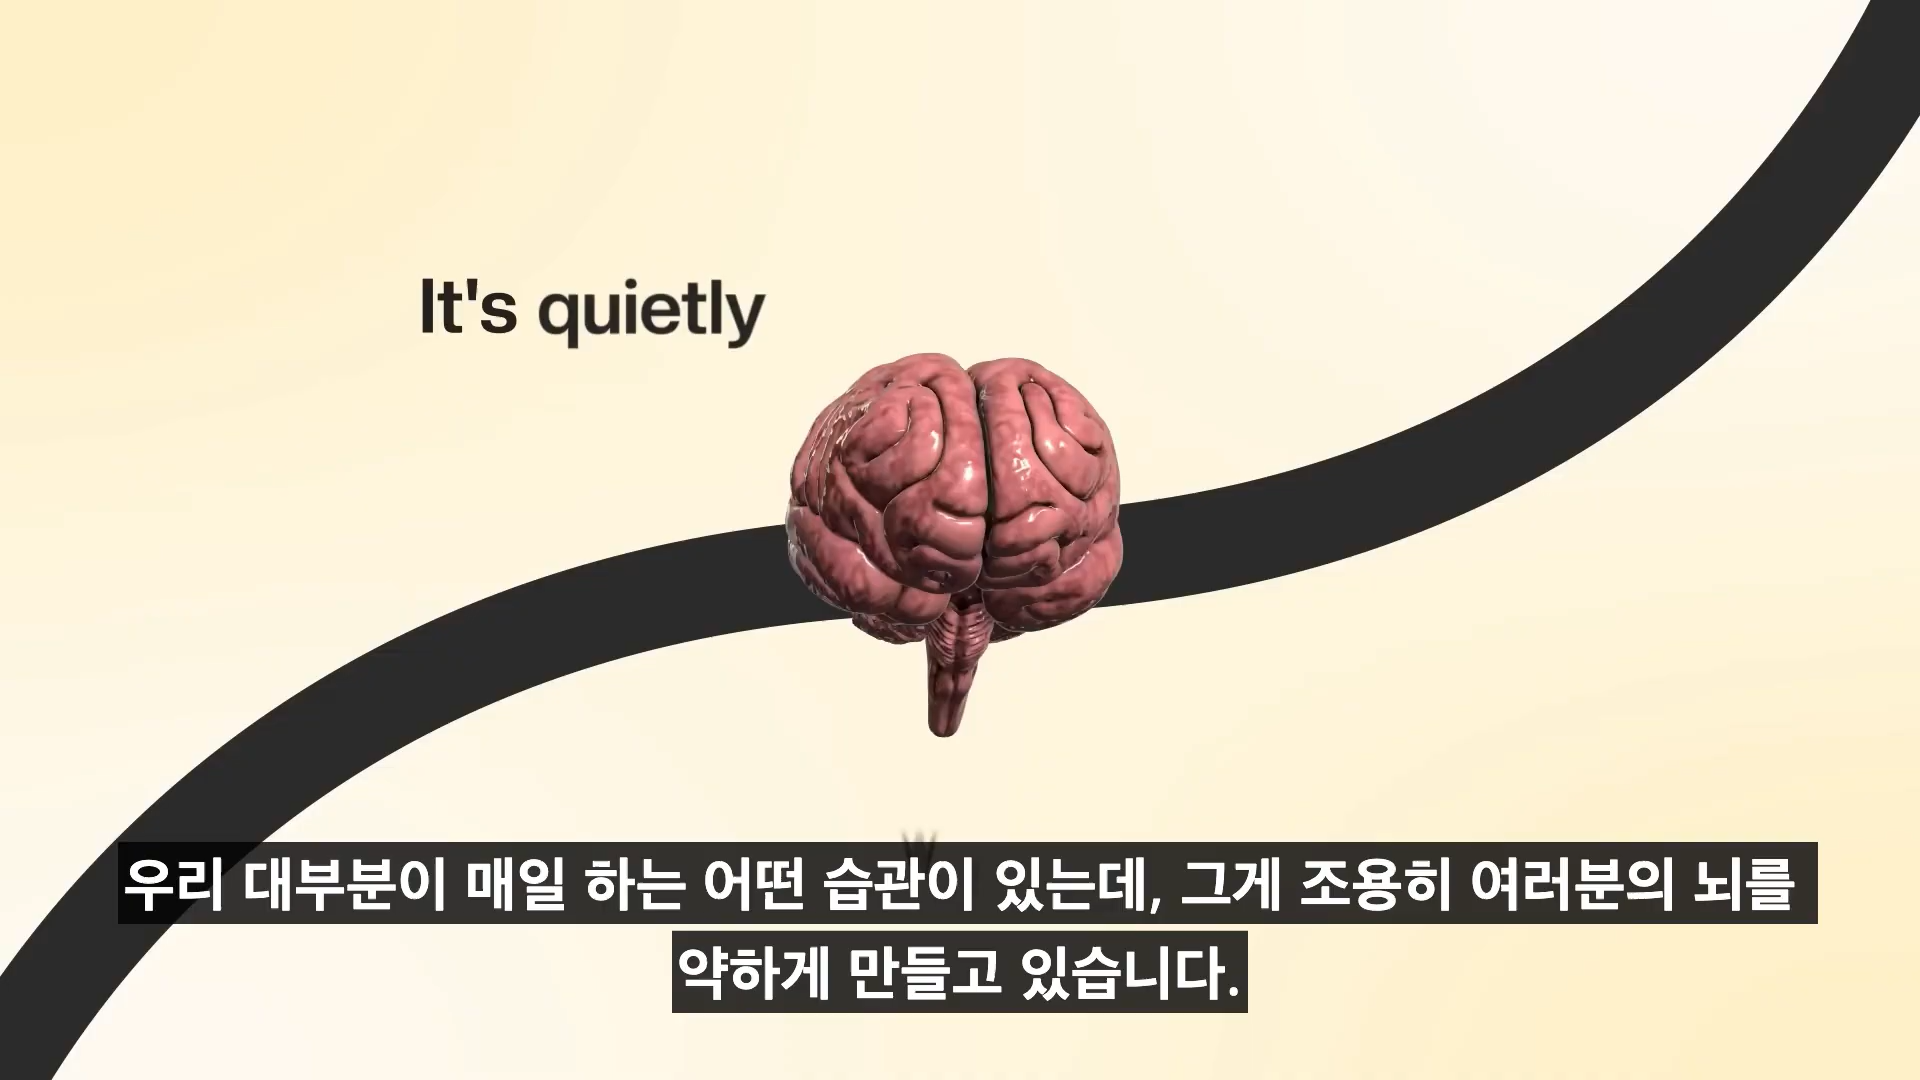 It's quietly
우리 대부분이 매일 하는 어떤 습관이 있는데, 그게 조용히 여러분의 뇌를
약하게 만들고 있습니다.